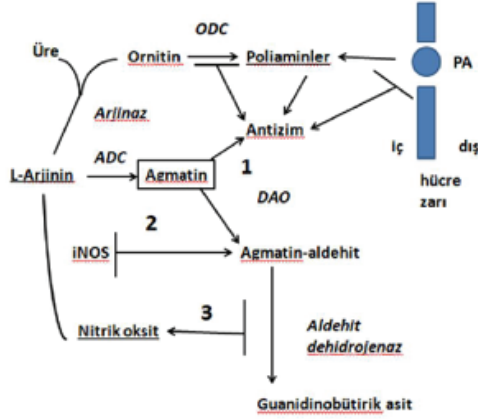 ODC
Üre
Ornitin
Poliaminler
PA
Arjinaz
Antizim
ADC
1
iç
dış
L-Arjinin
Agmatin
hücre
zarı
DAO
2
iNOS
Agmatin-aldehit
3
Nitrik oksit
Aldehit
dehidrojenaz
Guanidinobütirik asit